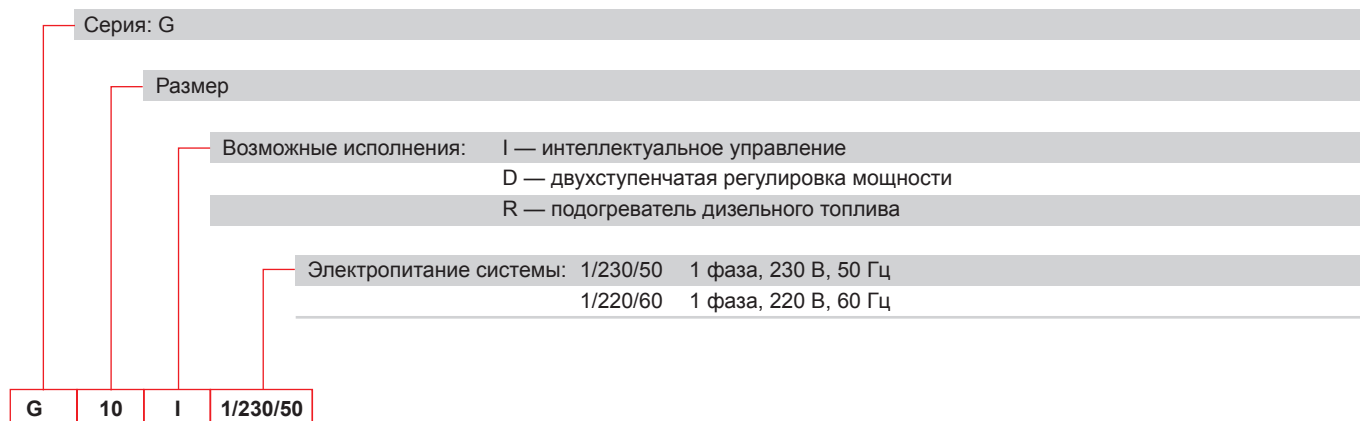 Серия: G
Размер
Возможные исполнения: I — интеллектуальное управление
D — двухступенчатая регулировка мощности
R — подогреватель дизельного топлива
Электропитание системы: 1/230/50 1 фаза, 230 В, 50 Гц
1/220/60 1 фаза, 220 В, 60 Гц
G 10 I 1/230/50